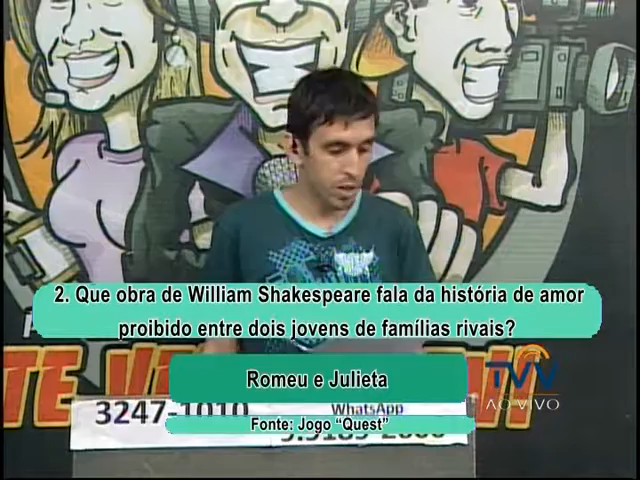 2. Que obra de William Shakespeare fala da história de amor
proibido entre dois jovens de famílias rivais?
Romeu e Julieta
TVV
AO VIVO
3247-1010
WhatsApp
Fonte: Jogo "Quest"